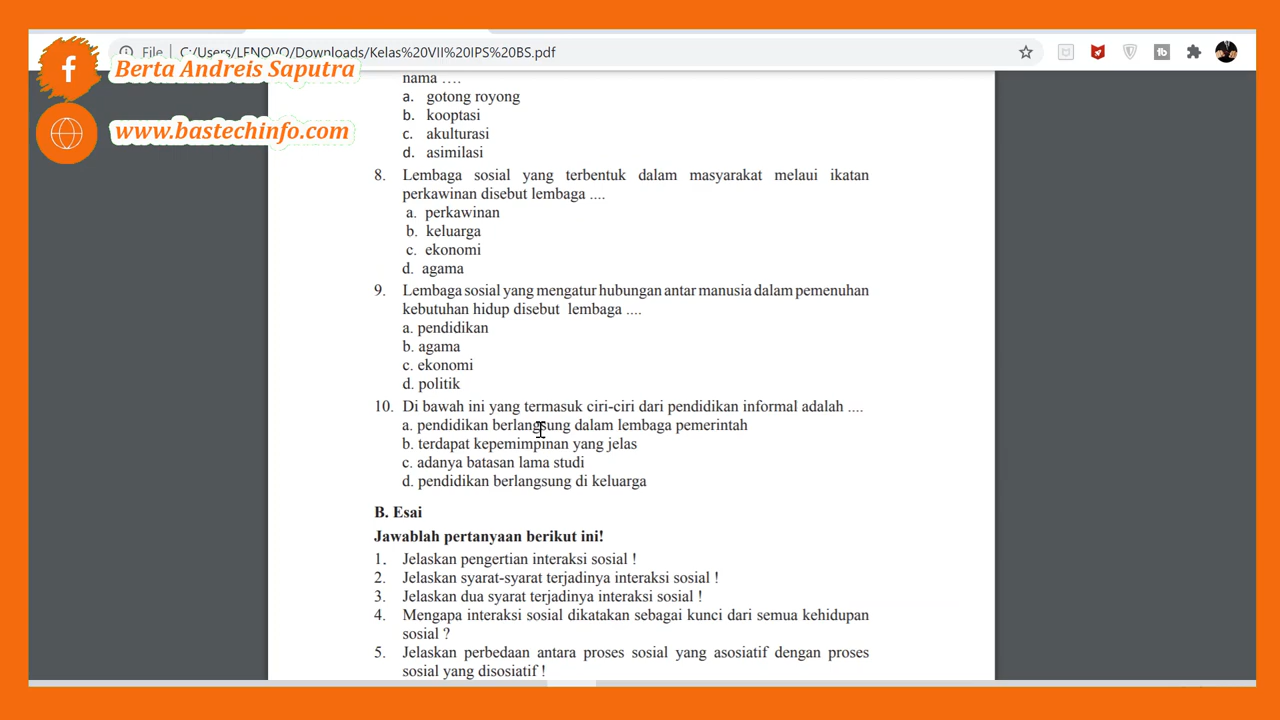 File | C:/Users/LENOVO/Downloads/Kelas%20VII%20IPS%20BS.pdf
f
Berta Andreis Saputra
www.bastechinfo.com
nama ....
a. gotong royong
b. kooptasi
c. akulturasi
d. asimilasi
8. Lembaga sosial yang terbentuk dalam masyarakat melaui ikatan
perkawinan disebut lembaga ....
a. perkawinan
b. keluarga
c. ekonomi
d. agama
9. Lembaga sosial yang mengatur hubungan antar manusia dalam pemenuhan
kebutuhan hidup disebut lembaga ....
a. pendidikan
b. agama
c. ekonomi
d. politik
10. Di bawah ini yang termasuk ciri-ciri dari pendidikan informal adalah ....
a. pendidikan berlangsung dalam lembaga pemerintah
b. terdapat kepemimpinan yang jelas
c. adanya batasan lama studi
d. pendidikan berlangsung di keluarga
B. Esai
Jawablah pertanyaan berikut ini!
1. Jelaskan pengertian interaksi sosial !
2. Jelaskan syarat-syarat terjadinya interaksi sosial !
3. Jelaskan dua syarat terjadinya interaksi sosial !
4. Mengapa interaksi sosial dikatakan sebagai kunci dari semua kehidupan
sosial ?
5. Jelaskan perbedaan antara proses sosial yang asosiatif dengan proses
sosial yang disosiatif !